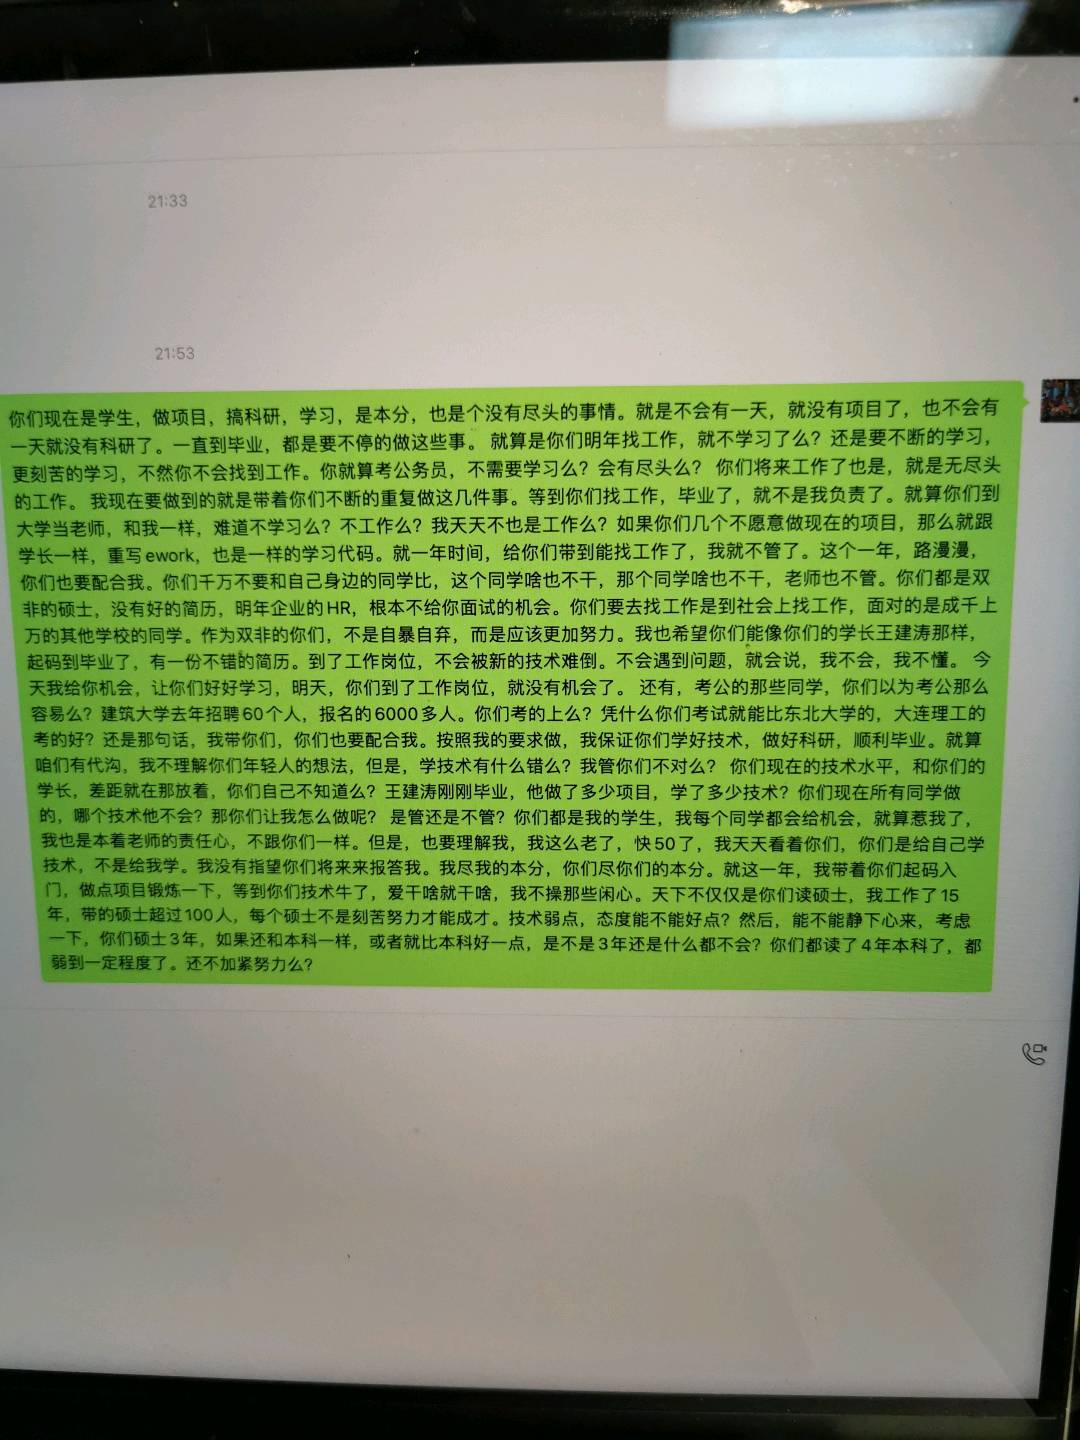 21:33
21:53
你们现在是学生，做项目，搞科研，学习，是本分，也是个没有尽头的事情。就是不会有一天，就没有项目了，也不会有
一天就没有科研了。一直到毕业，都是要不停的做这些事。 就算是你们明年找工作，就不学习了么？还是要不断的学习，
更刻苦的学习，不然你不会找到工作。你就算考公务员，不需要学习么？会有尽头么？ 你们将来工作了也是，就是无尽头
的工作。 我现在要做到的就是带着你们不断的重复做这几件事。等到你们找工作，毕业了，就不是我负责了。就算你们到
大学当老师，和我一样，难道不学习么？不工作么？我天天不也是工作么？如果你们几个不愿意做现在的项目，那么就跟
学长一样，重写ework，也是一样的学习代码。就一年时间，给你们带到能找工作了，我就不管了。这个一年，路漫漫，
你们也要配合我。你们千万不要和自己身边的同学比，这个同学啥也不干，那个同学啥也不干，老师也不管。你们都是双
非的硕士，没有好的简历，明年企业的HR，根本不给你面试的机会。你们要去找工作是到社会上找工作，面对的是成千上
万的其他学校的同学。作为双非的你们，不是自暴自弃，而是应该更加努力。我也希望你们能像你们的学长王建涛那样，
起码到毕业了，有一份不错的简历。到了工作岗位，不会被新的技术难倒。不会遇到问题，就会说，我不会，我不懂。 今
天我给你机会，让你们好好学习，明天，你们到了工作岗位，就没有机会了。 还有，考公的那些同学，你们以为考公那么
容易么？建筑大学去年招聘60个人，报名的6000多人。你们考的上么？凭什么你们考试就能比东北大学的，大连理工的
考的好？还是那句话，我带你们，你们也要配合我。按照我的要求做，我保证你们学好技术，做好科研，顺利毕业。就算
咱们有代沟，我不理解你们年轻人的想法，但是，学技术有什么错么？我管你们不对么？ 你们现在的技术水平，和你们的
学长，差距就在那放着，你们自己不知道么？王建涛刚刚毕业，他做了多少项目，学了多少技术？你们现在所有同学做
的，哪个技术他不会？那你们让我怎么做呢？ 是管还是不管？你们都是我的学生，我每个同学都会给机会，就算惹我了，
我也是本着老师的责任心，不跟你们一样。但是，也要理解我，我这么老了，快50了，我天天看着你们，你们是给自己学
技术，不是给我学。我没有指望你们将来来报答我。我尽我的本分，你们尽你们的本分。就这一年，我带着你们起码入
门，做点项目锻炼一下，等到你们技术牛了，爱干啥就干啥，我不操那些闲心。天下不仅仅是你们读硕士，我工作了15
年，带的硕士超过100人，每个硕士不是刻苦努力才能成才。技术弱点，态度能不能好点？然后，能不能静下心来，考虑
一下，你们硕士3年，如果还和本科一样，或者就比本科好一点，是不是3年还是什么都不会？你们都读了4年本科了，都
弱到一定程度了。还不加紧努力么？